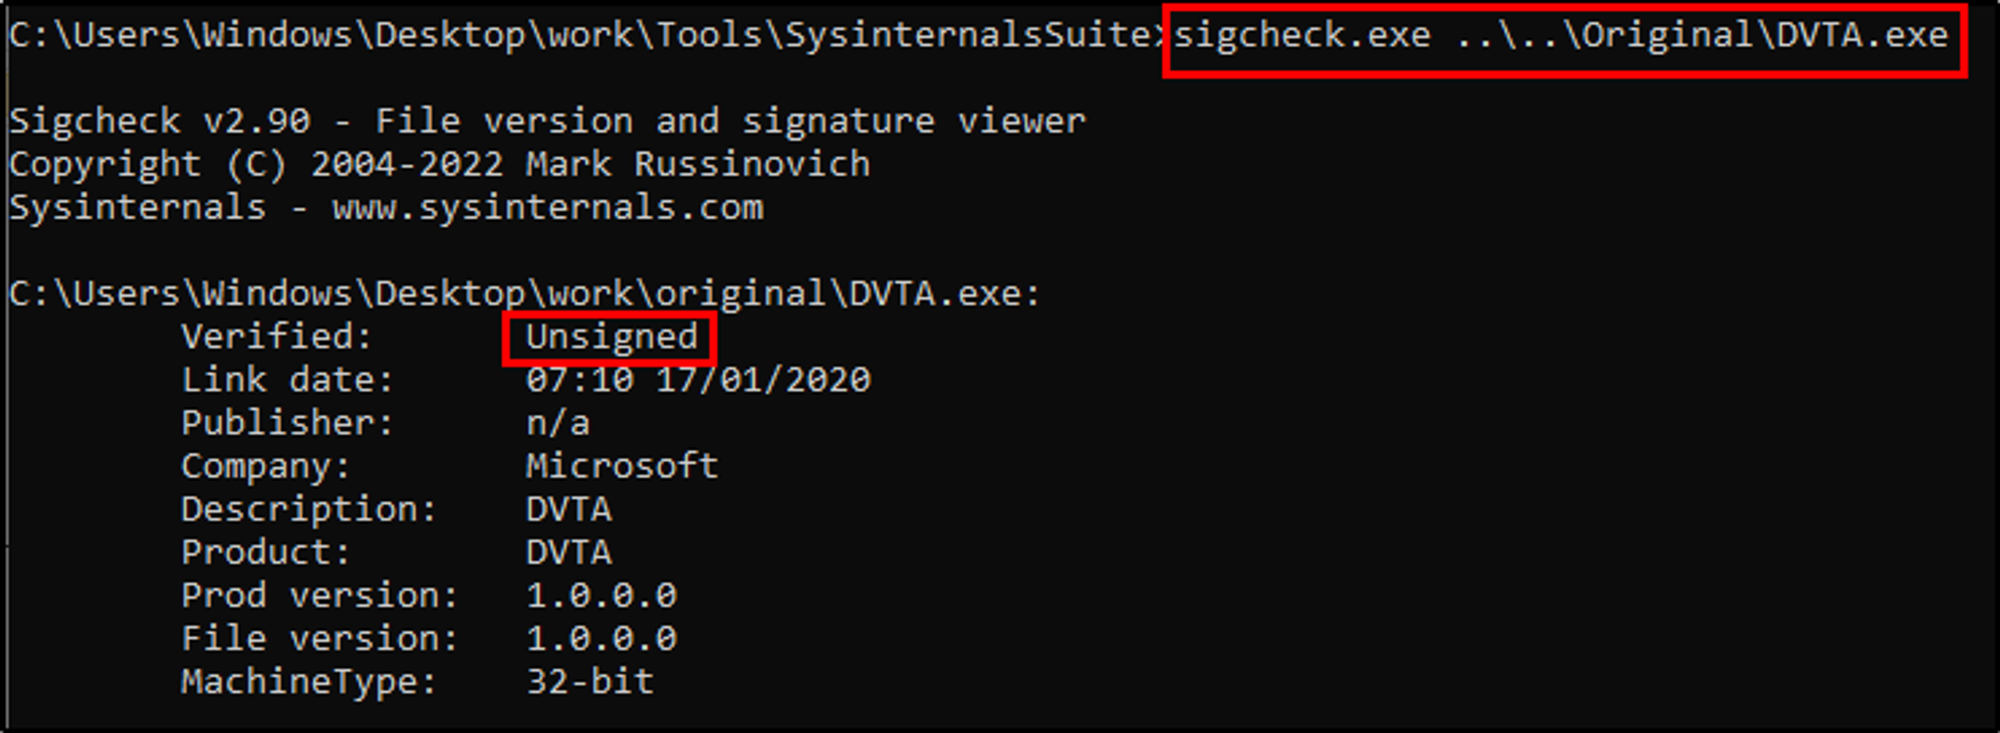 C:\Users\Windows\Desktop\work\Tools\SysinternalsSuite>sigcheck.exe ..\..\Original\DVTA.exe
Sigcheck v2.90 - File version and signature viewer
Copyright (C) 2004-2022 Mark Russinovich
Sysinternals - www.sysinternals.com
C:\Users\Windows\Desktop\work\original\DVTA.exe:
Verified: Unsigned
Link date: 07:10 17/01/2020
Publisher: n/a
Company: Microsoft
Description: DVTA
Product: DVTA
Prod version: 1.0.0.0
File version: 1.0.0.0
MachineType: 32-bit